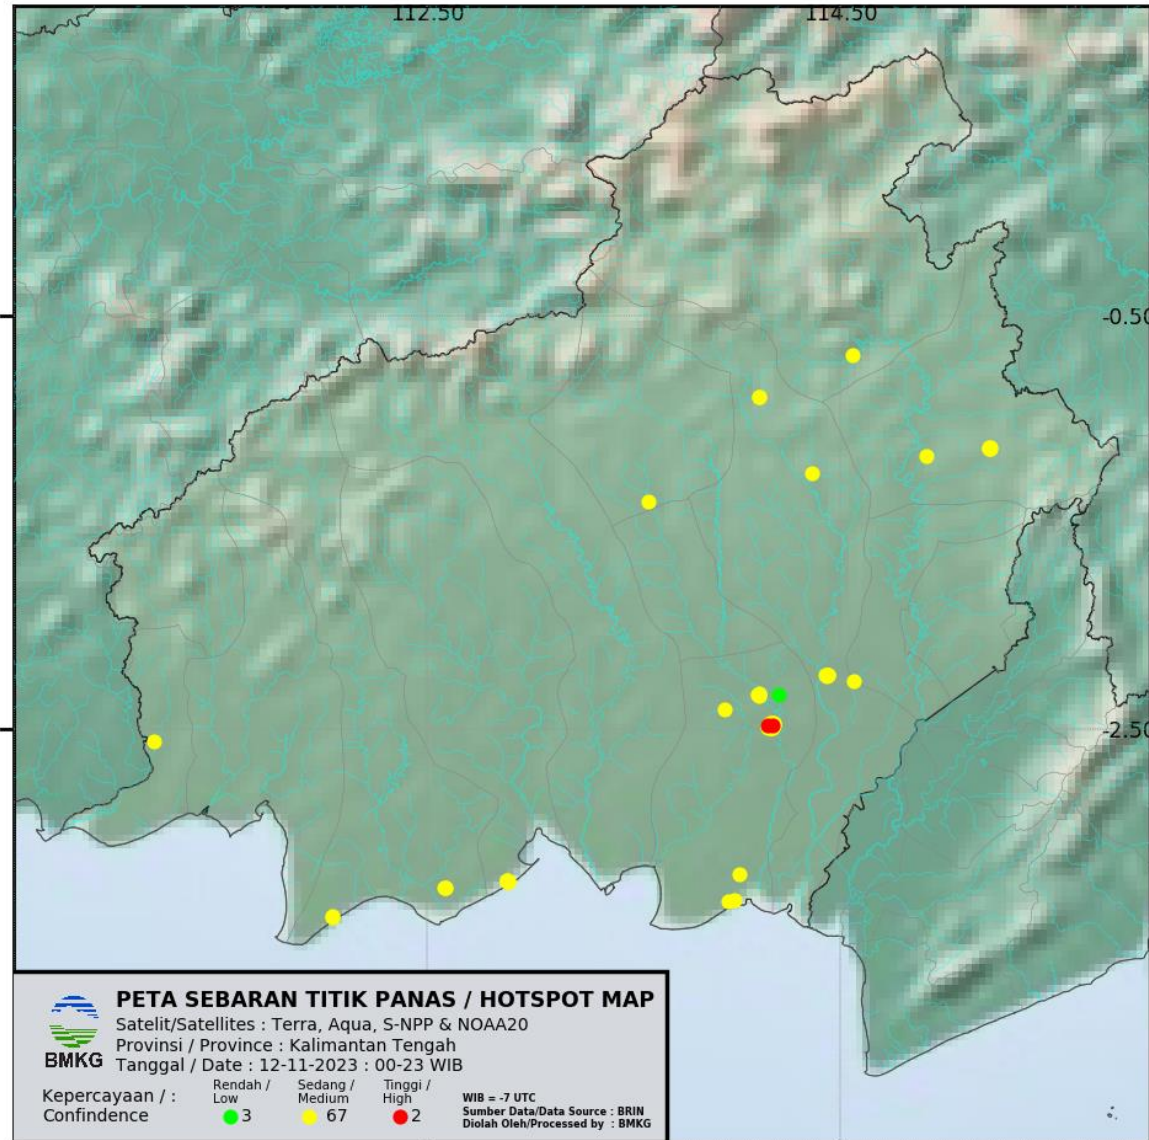 112.50
114.50
-0.50
-2.50
PETA SEBARAN TITIK PANAS / HOTSPOT MAP
Satelit/Satellites : Terra, Aqua, S-NPP & NOAA20
Provinsi / Province : Kalimantan Tengah
Tanggal / Date : 12-11-2023 : 00-23 WIB
BMKG
Kepercayaan / :
Confindence
Rendah /
Low
3
Sedang /
Medium
67
Tinggi /
High
2
WIB = -7 UTC
Sumber Data/Data Source : BRIN
Diolah Oleh/Processed by : BMKG